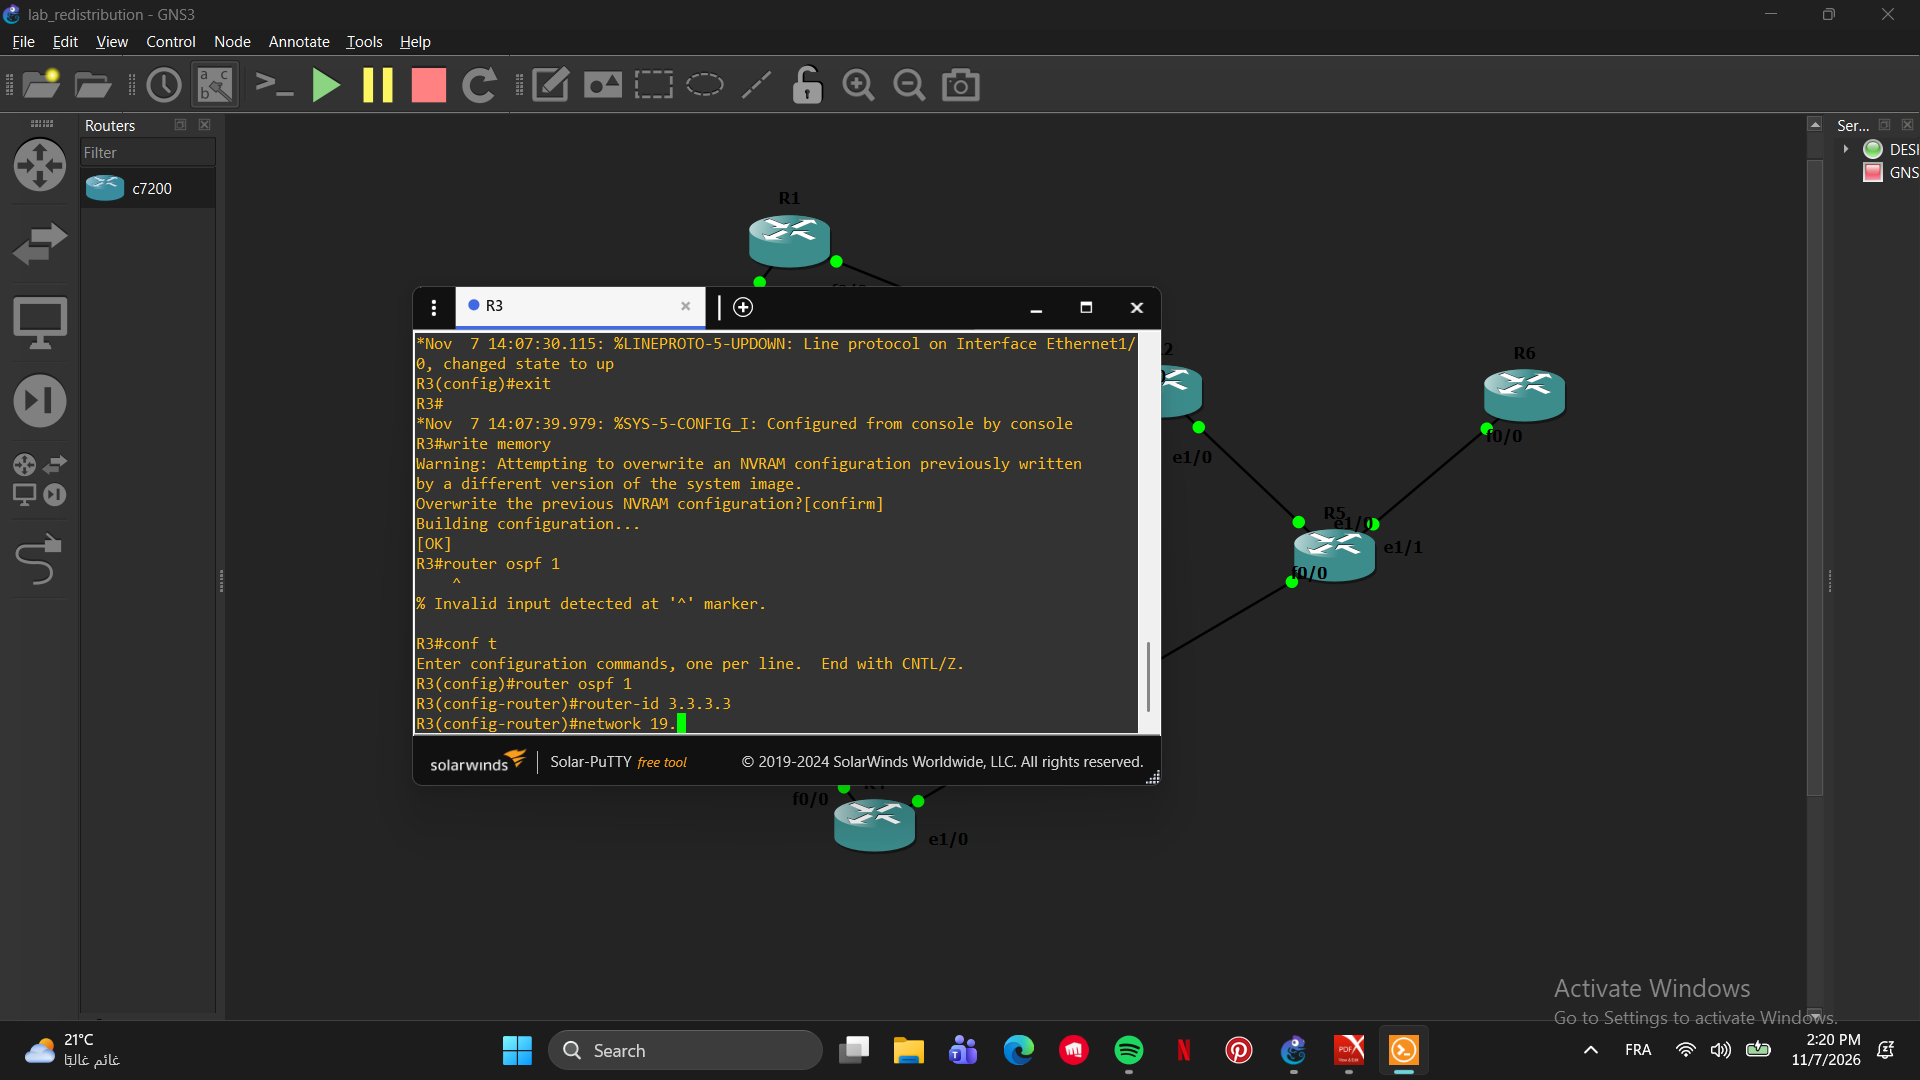 lab_redistribution - GNS3
File Edit View Control Node Annotate Tools Help
Routers
Filter
c7200
Ser...
DESH
GNS
R1
R3
*Nov  7 14:07:30.115: %LINEPROTO-5-UPDOWN: Line protocol on Interface Ethernet1/
0, changed state to up
R3(config)#exit
R3#
*Nov  7 14:07:39.979: %SYS-5-CONFIG_I: Configured from console by console
R3#write memory
Warning: Attempting to overwrite an NVRAM configuration previously written
by a different version of the system image.
Overwrite the previous NVRAM configuration?[confirm]
Building configuration...
[OK]
R3#router ospf 1
^
% Invalid input detected at '^' marker.
R3#conf t
Enter configuration commands, one per line.  End with CNTL/Z.
R3(config)#router ospf 1
R3(config-router)#router-id 3.3.3.3
R3(config-router)#network 19.
solarwinds Solar-PuTTY free tool © 2019-2024 SolarWinds Worldwide, LLC. All rights reserved.
2
e1/0
R6
f0/0
R5
e1/0
e1/1
f0/0
f0/0
e1/0
Activate Windows
Go to Settings to activate Windows.
21°C
غائم غالبًا
Search
FRA
2:20 PM
11/7/2026